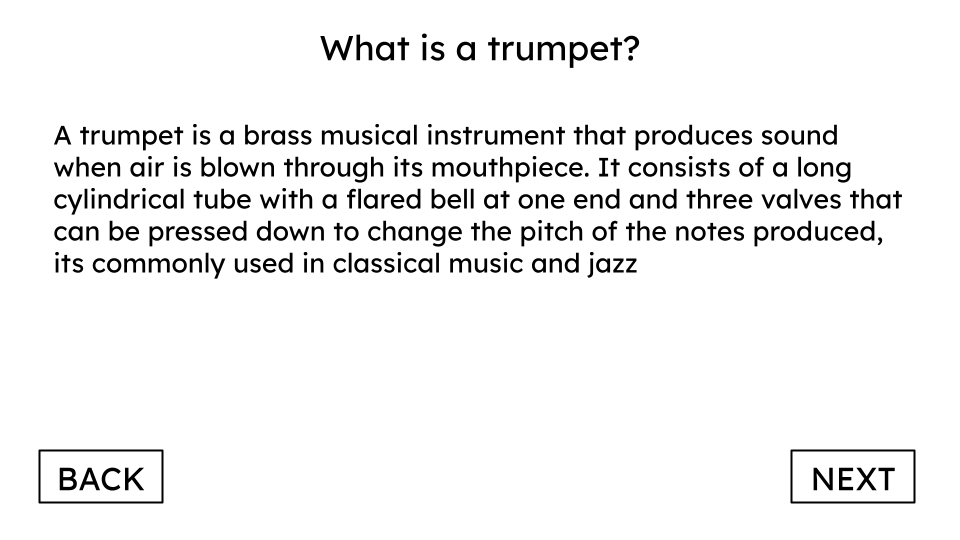 What is a trumpet?
A trumpet is a brass musical instrument that produces sound
when air is blown through its mouthpiece. It consists of a long
cylindrical tube with a flared bell at one end and three valves that
can be pressed down to change the pitch of the notes produced,
its commonly used in classical music and jazz
BACK
NEXT